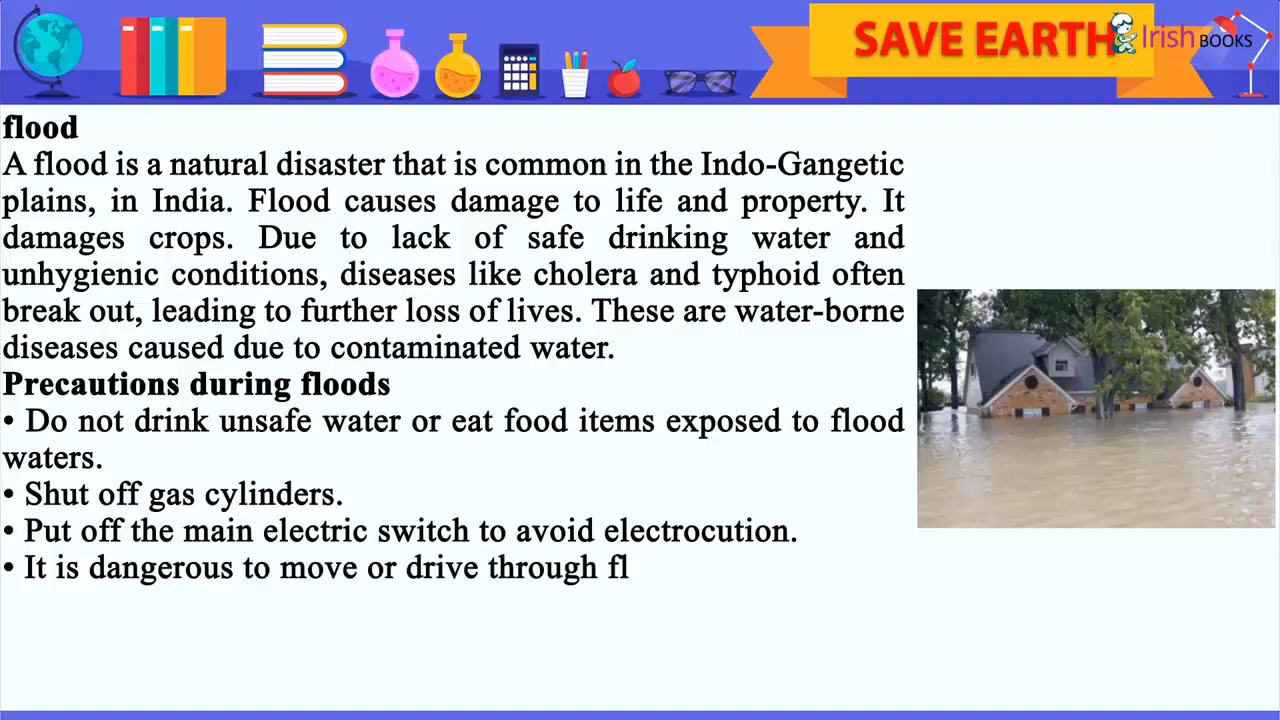 SAVE EARTH
Irish BOOKS
flood
A flood is a natural disaster that is common in the Indo-Gangetic
plains, in India. Flood causes damage to life and property. It
damages crops. Due to lack of safe drinking water and
unhygienic conditions, diseases like cholera and typhoid often
break out, leading to further loss of lives. These are water-borne
diseases caused due to contaminated water.
Precautions during floods
• Do not drink unsafe water or eat food items exposed to flood
waters.
• Shut off gas cylinders.
• Put off the main electric switch to avoid electrocution.
• It is dangerous to move or drive through fl